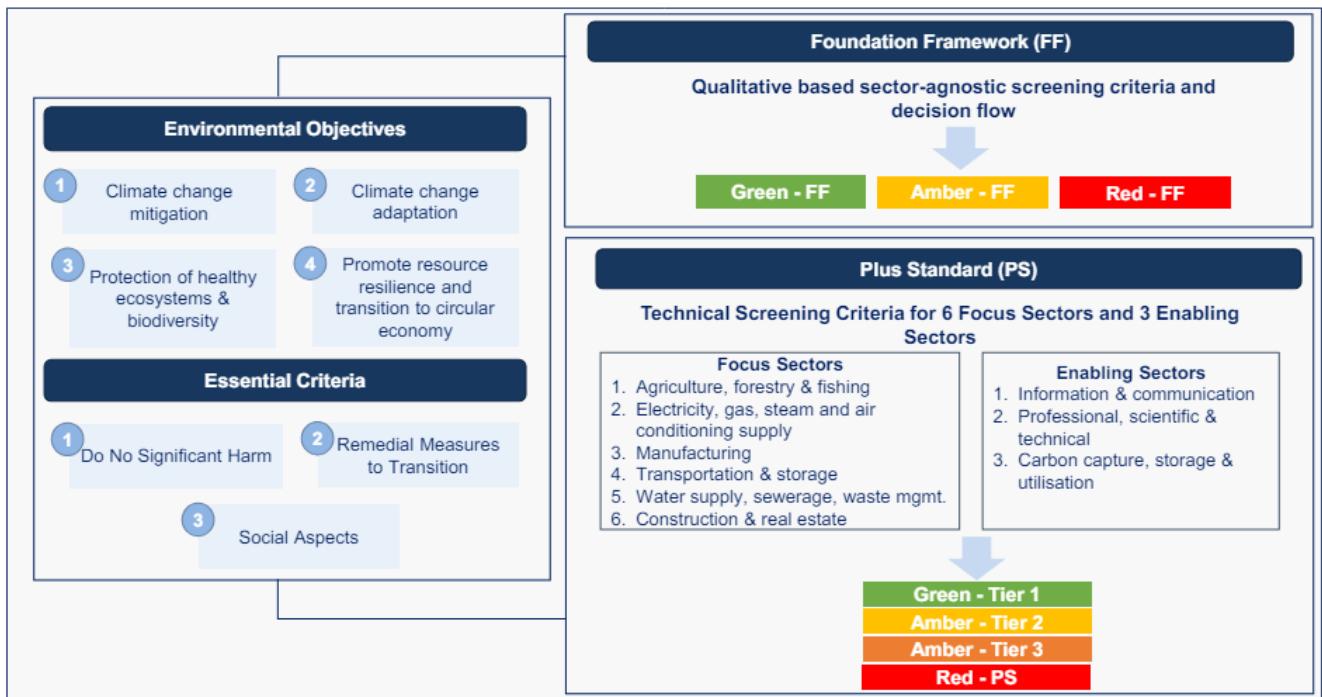 Environmental Objectives
1
Climate change
mitigation
2
Climate change
adaptation
3
Protection of healthy
ecosystems &
biodiversity
4
Promote resource
resilience and
transition to circular
economy
Essential Criteria
1
Do No Significant Harm
2
Remedial Measures
to Transition
3
Social Aspects
Foundation Framework (FF)
Qualitative based sector-agnostic screening criteria and
decision flow
Green - FF
Amber - FF
Red - FF
Plus Standard (PS)
Technical Screening Criteria for 6 Focus Sectors and 3 Enabling
Sectors
Focus Sectors
1. Agriculture, forestry & fishing
2. Electricity, gas, steam and air
conditioning supply
3. Manufacturing
4. Transportation & storage
5. Water supply, sewerage, waste mgmt.
6. Construction & real estate
Enabling Sectors
1. Information & communication
2. Professional, scientific &
technical
3. Carbon capture, storage &
utilisation
Green - Tier 1
Amber - Tier 2
Amber - Tier 3
Red - PS